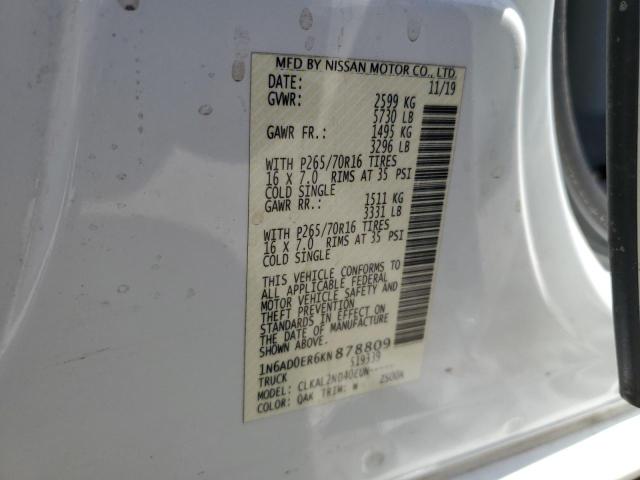 MFD BY NISSAN MOTOR CO., LTD.
DATE: 11/19
GVWR: 2599 KG
5730 LB
GAWR FR.: 1495 KG
3296 LB
WITH P265/70R16 TIRES
16 X 7.0 RIMS AT 35 PSI
COLD SINGLE
GAWR RR.: 1511 KG
3331 LB
WITH P265/70R16 TIRES
16 X 7.0 RIMS AT 35 PSI
COLD SINGLE
THIS VEHICLE CONFORMS TO
ALL APPLICABLE FEDERAL
MOTOR VEHICLE SAFETY AND
THEFT PREVENTION
STANDARDS IN EFFECT ON
THE DATE OF MANUFACTURE
SHOWN ABOVE.
1N6AD0ER6KN878809
TRUCK 519339
MODEL: CLKAL2ND40EUN-----
COLOR: QAK TRIM: W 2500A